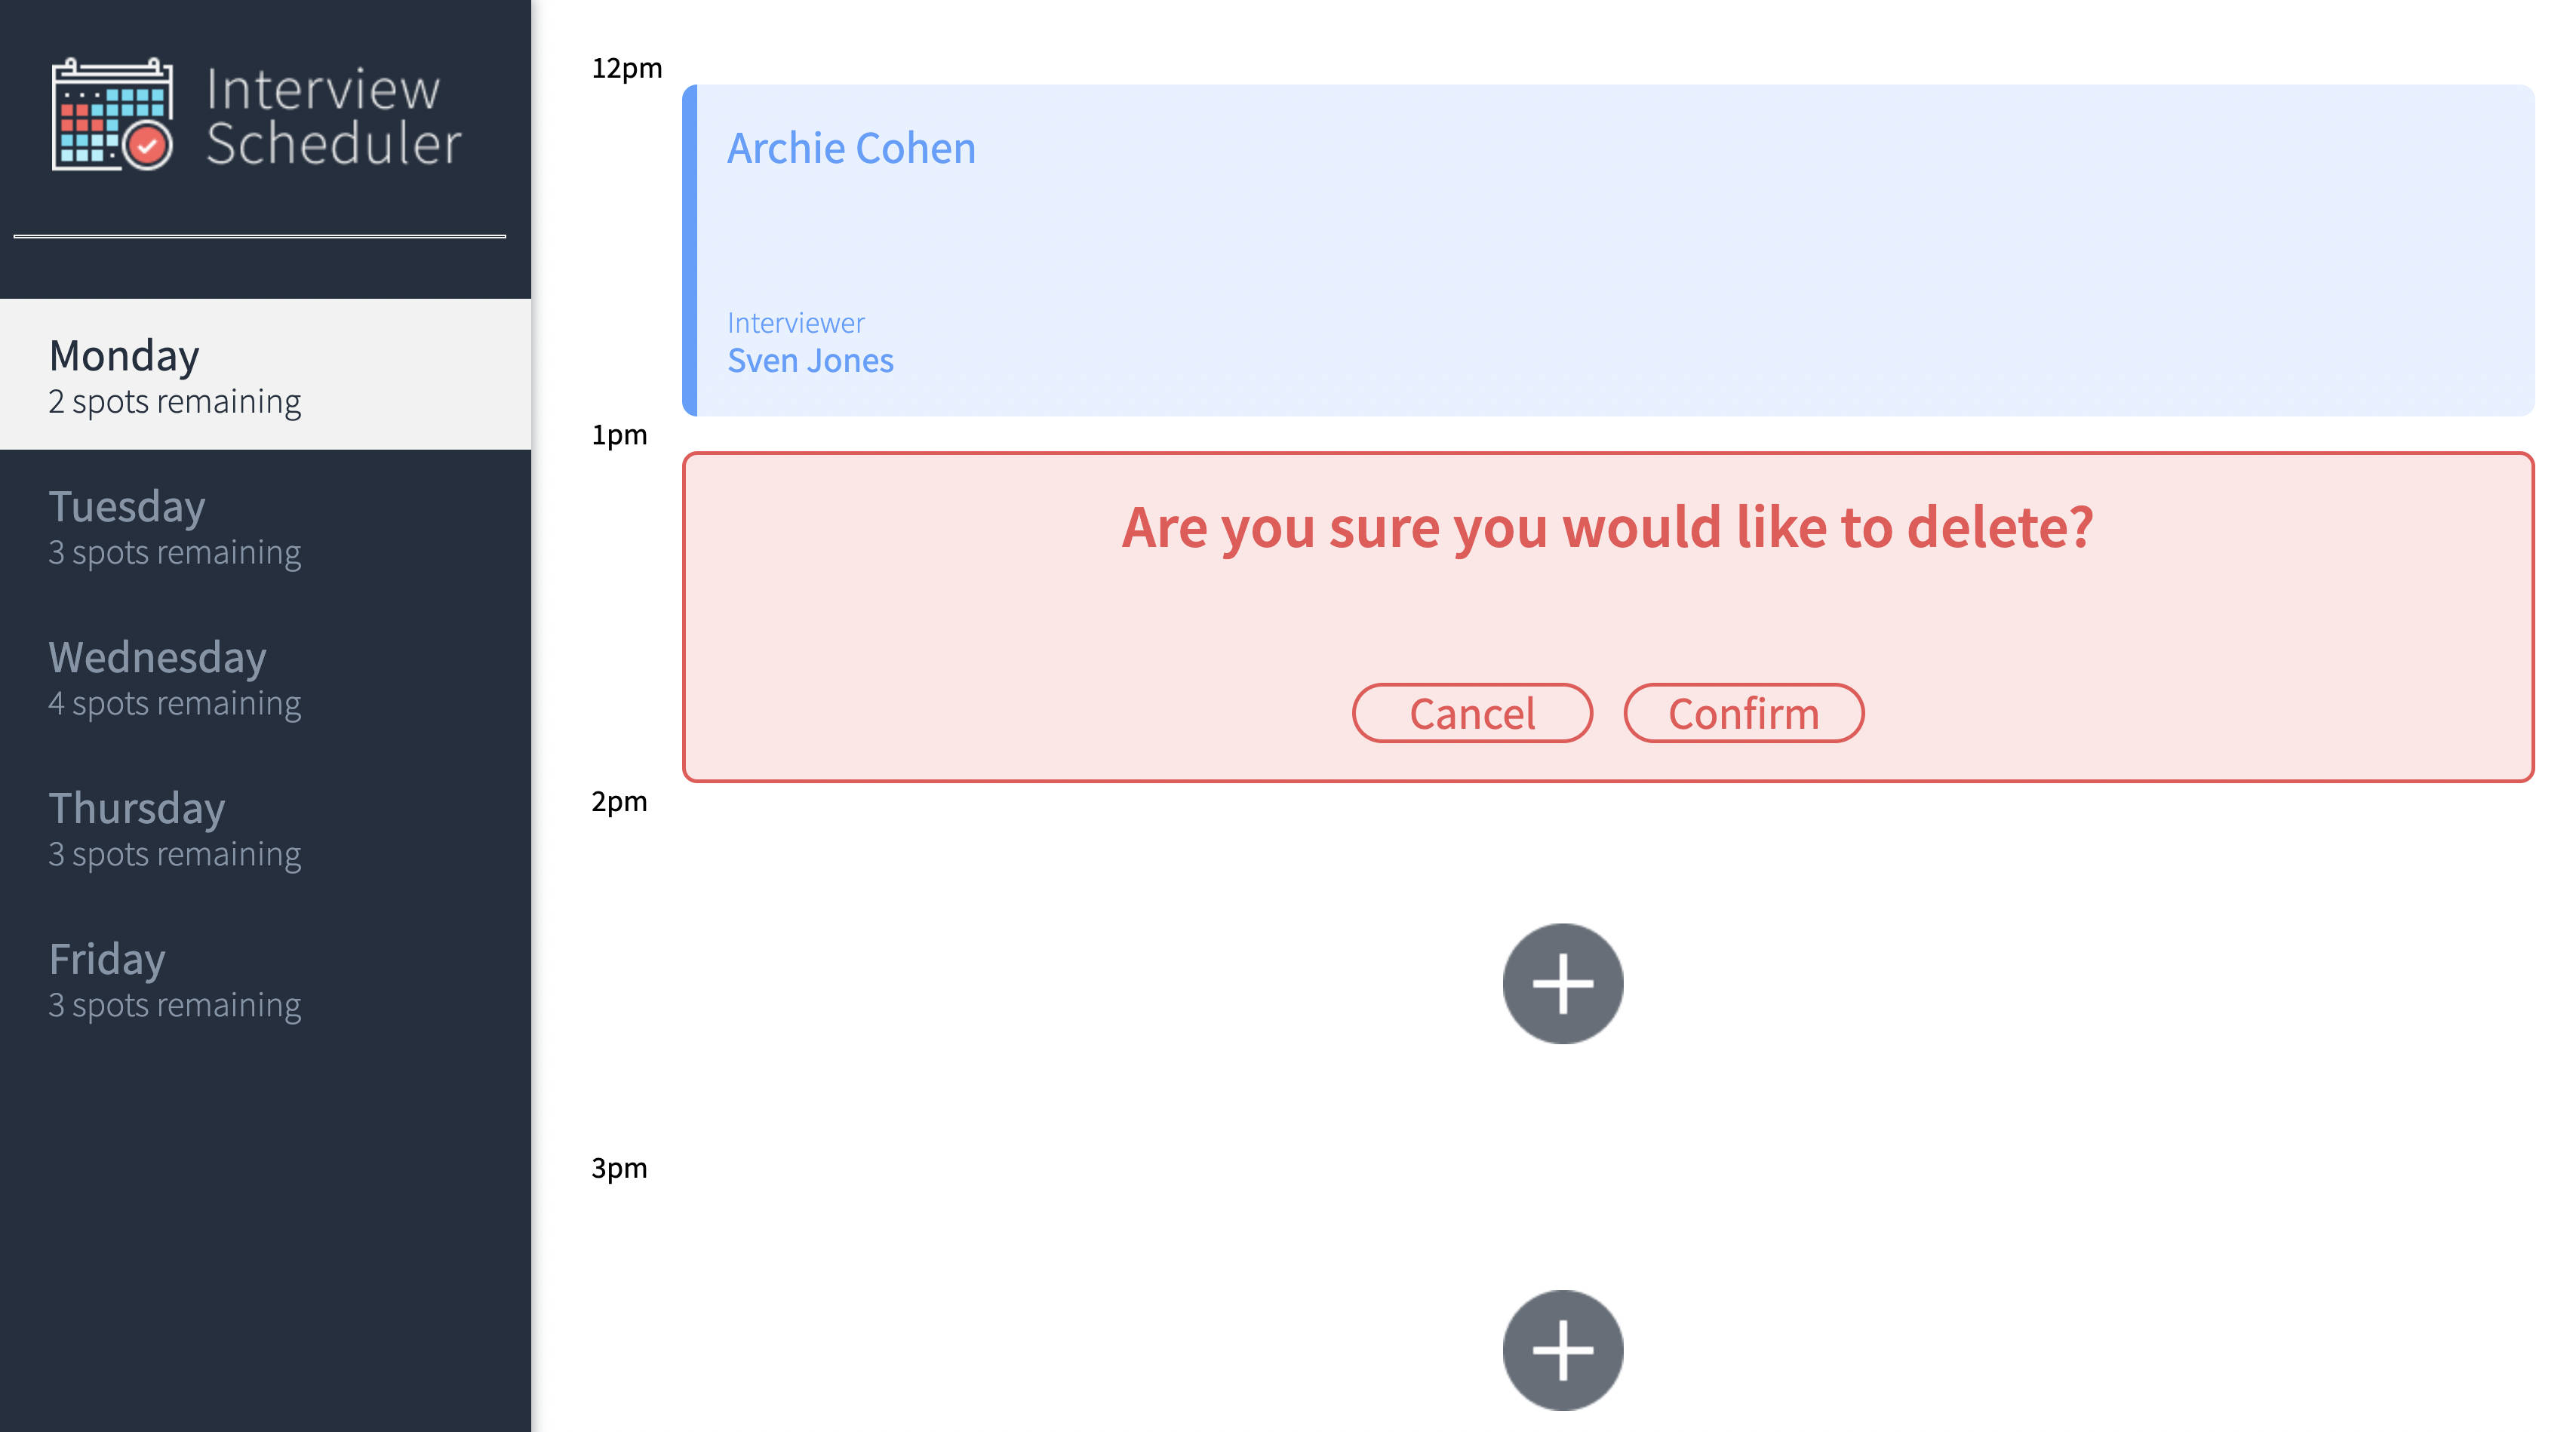 Interview
Scheduler
Monday
2 spots remaining
Tuesday
3 spots remaining
Wednesday
4 spots remaining
Thursday
3 spots remaining
Friday
3 spots remaining
12pm
Archie Cohen
Interviewer
Sven Jones
1pm
Are you sure you would like to delete?
Cancel Confirm
2pm
3pm